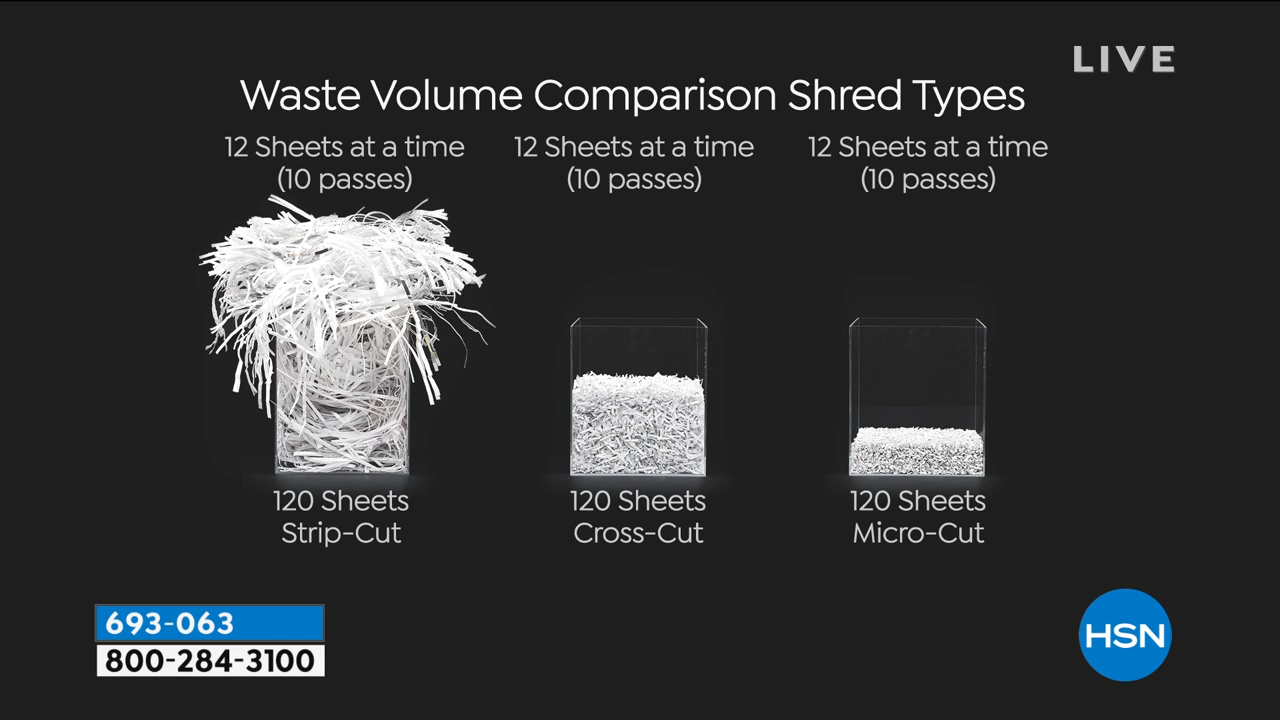 LIVE
Waste Volume Comparison Shred Types
12 Sheets at a time
(10 passes)
12 Sheets at a time
(10 passes)
12 Sheets at a time
(10 passes)
120 Sheets
Strip-Cut
120 Sheets
Cross-Cut
120 Sheets
Micro-Cut
693-063
800-284-3100
HSN